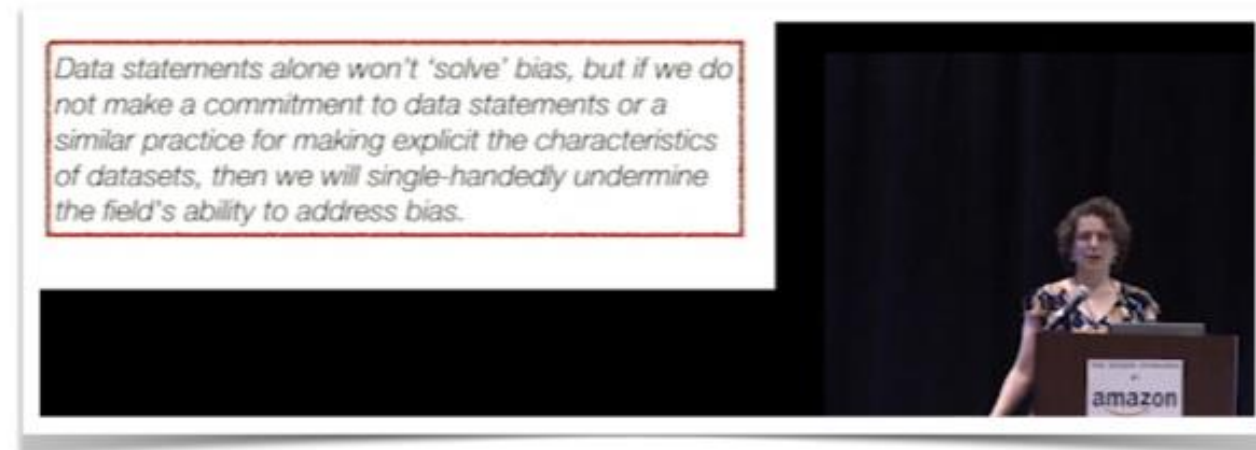 Data statements alone won't 'solve' bias, but if we do
not make a commitment to data statements or a
similar practice for making explicit the characteristics
of datasets, then we will single-handedly undermine
the field's ability to address bias.
amazon